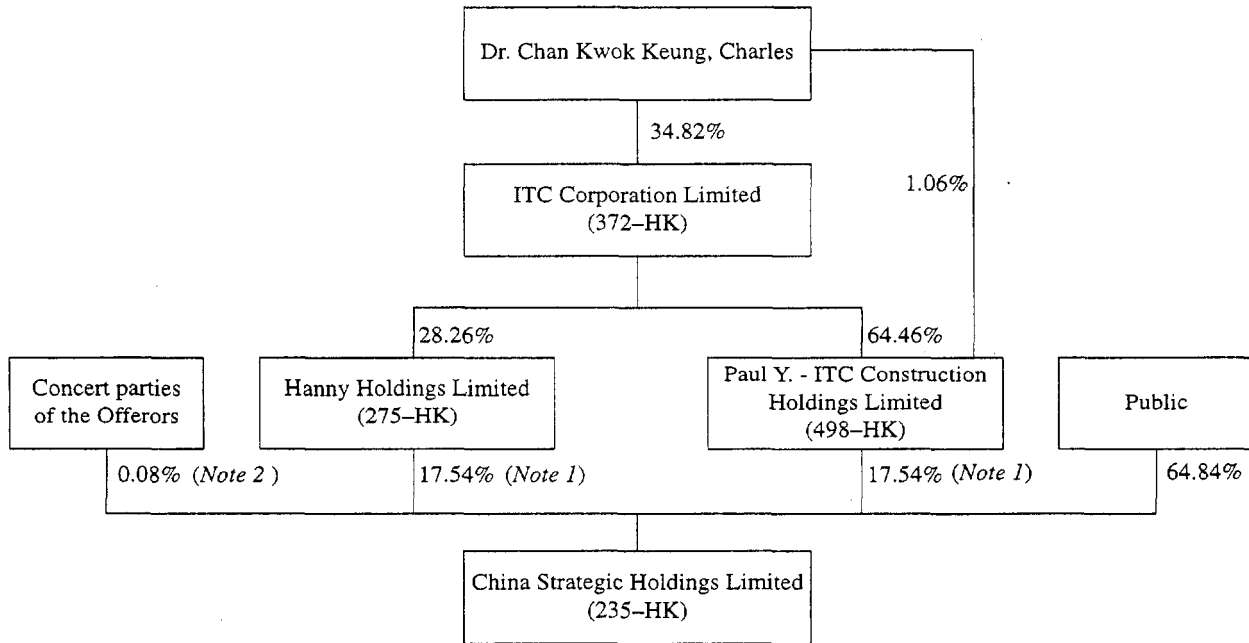 Dr. Chan Kwok Keung, Charles
34.82%
1.06%
ITC Corporation Limited
(372–HK)
28.26%
64.46%
Concert parties
of the Offerors
Hanny Holdings Limited
(275–HK)
Paul Y. - ITC Construction
Holdings Limited
(498–HK)
Public
0.08% (Note 2 )
17.54% (Note 1)
17.54% (Note 1)
64.84%
China Strategic Holdings Limited
(235–HK)